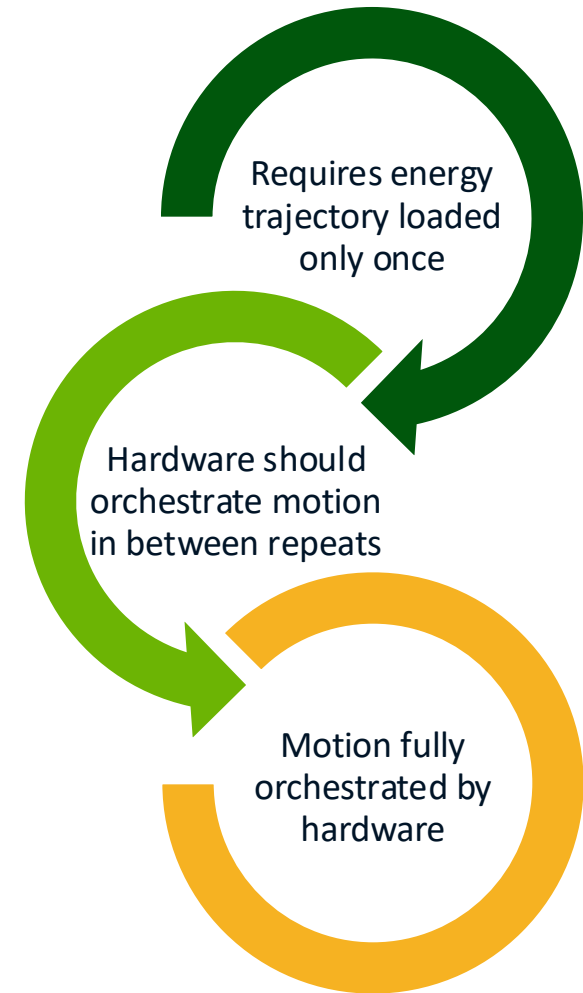 Requires energy
trajectory loaded
only once
Hardware should
orchestrate motion
in between repeats
Motion fully
orchestrated by
hardware